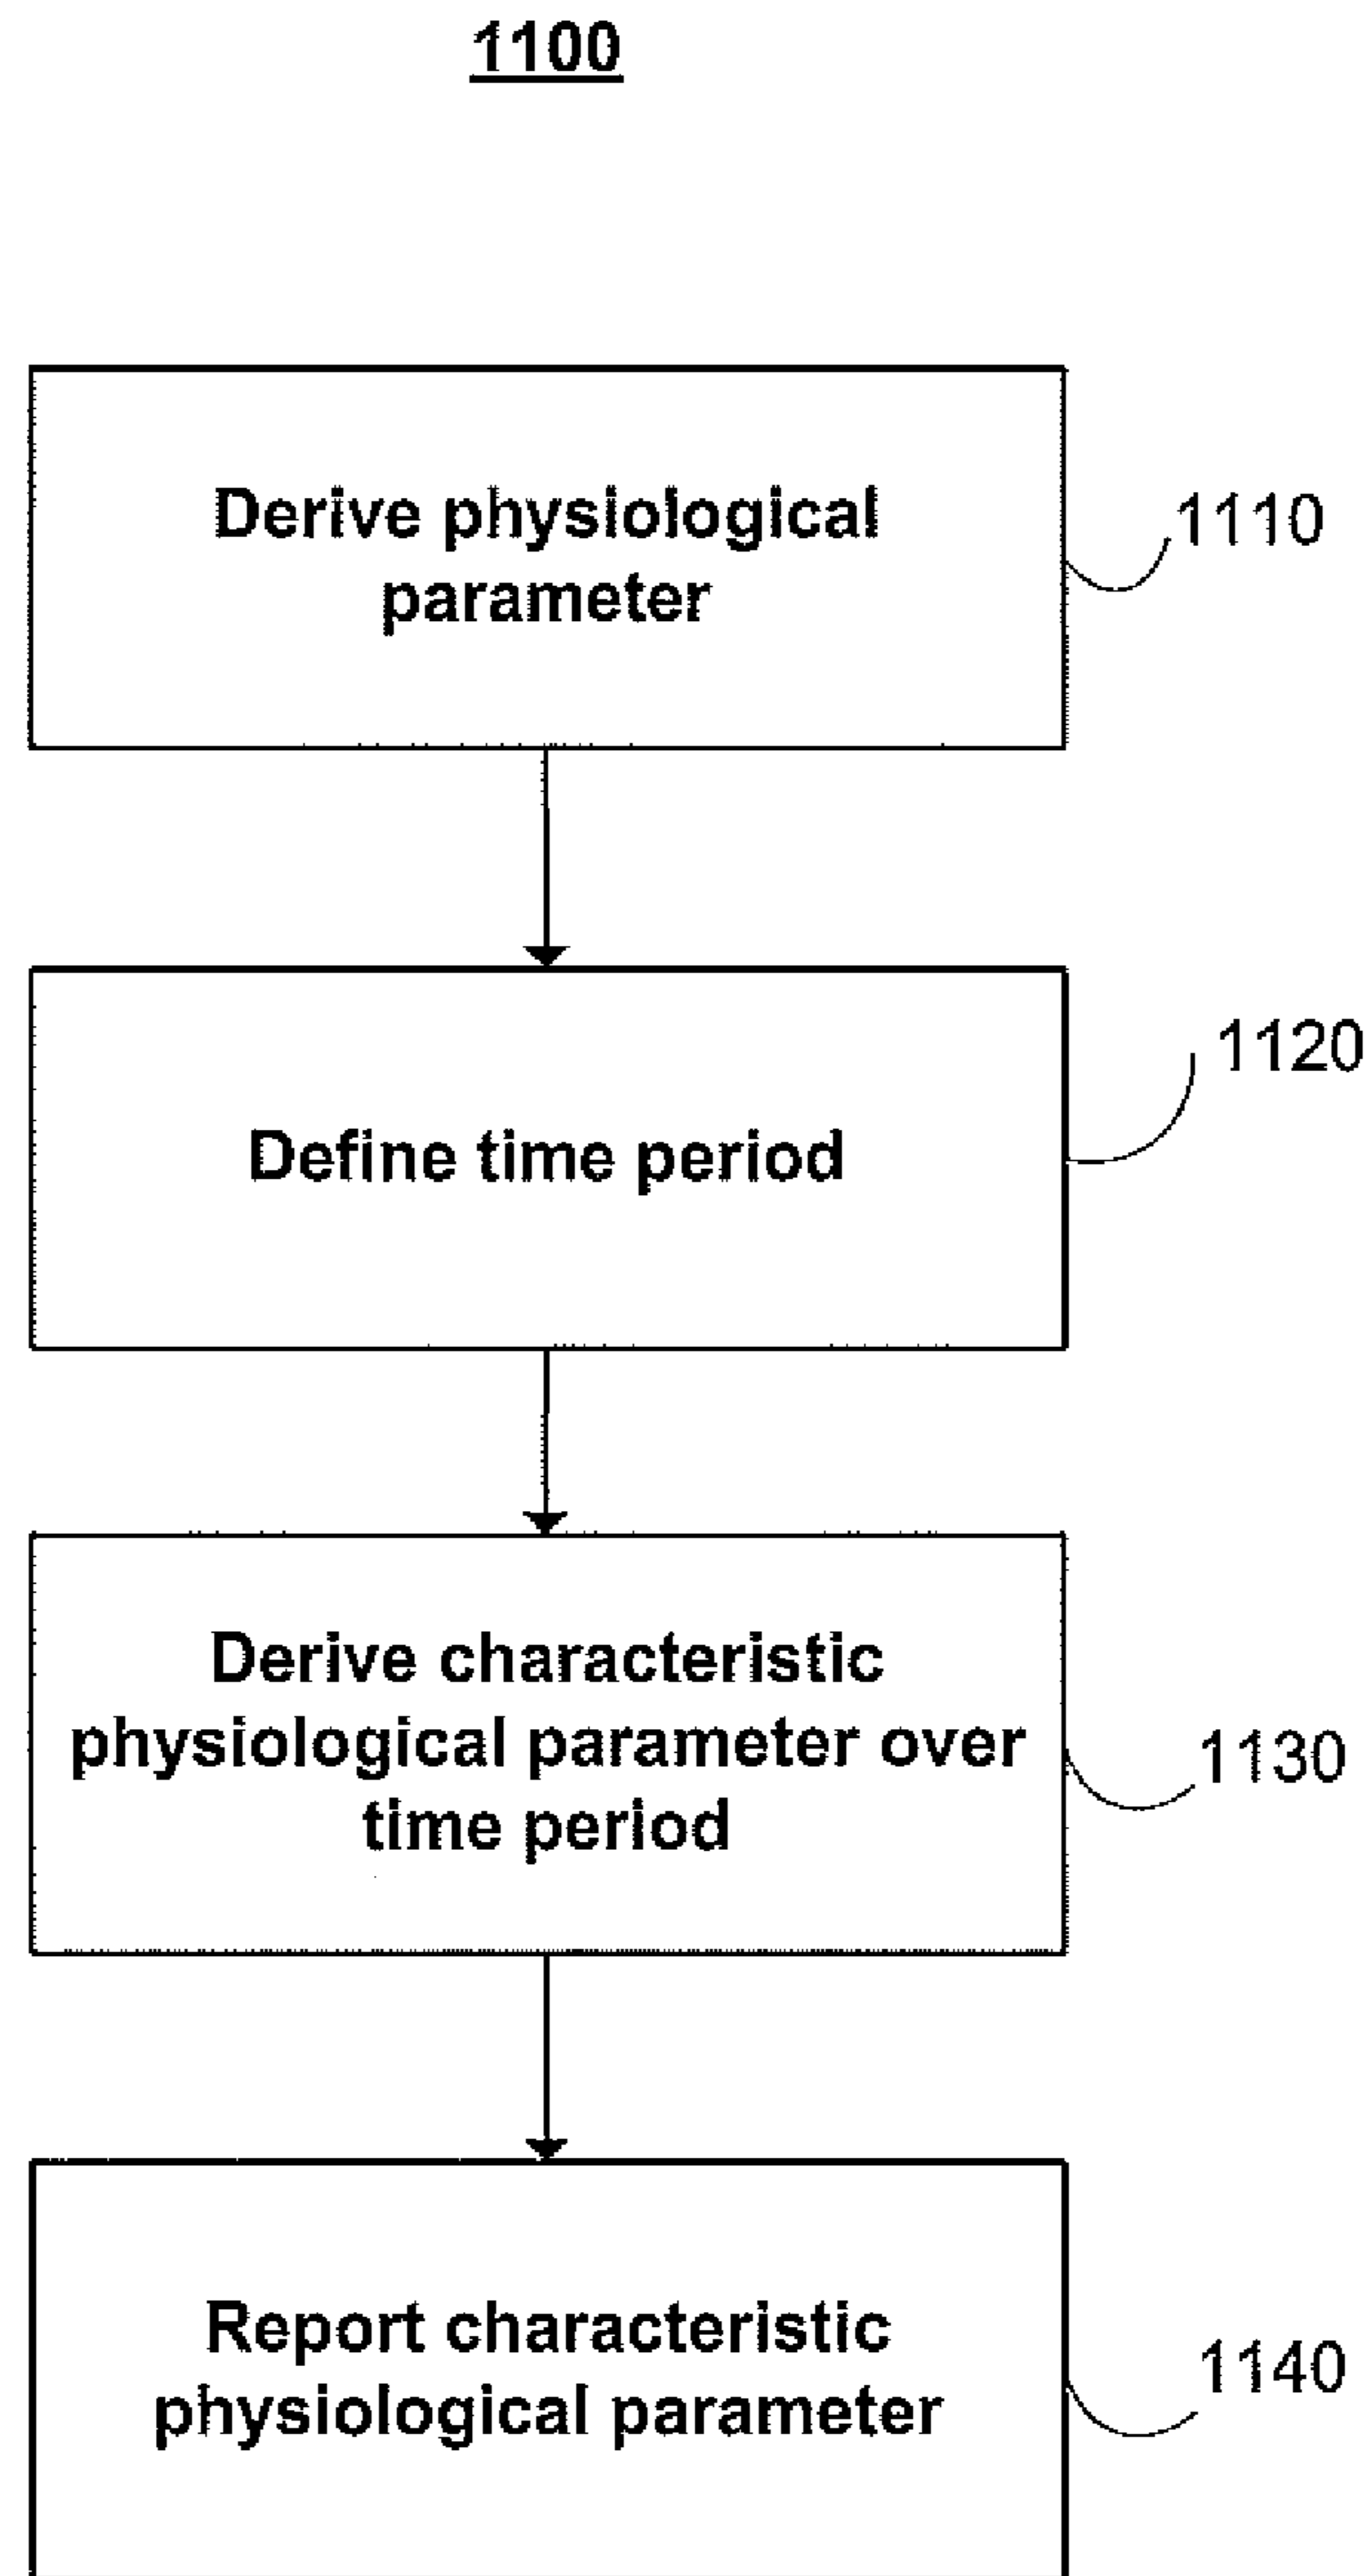 1100
Derive physiological
parameter
1110
Define time period
1120
Derive characteristic
physiological parameter over
time period
1130
Report characteristic
physiological parameter
1140